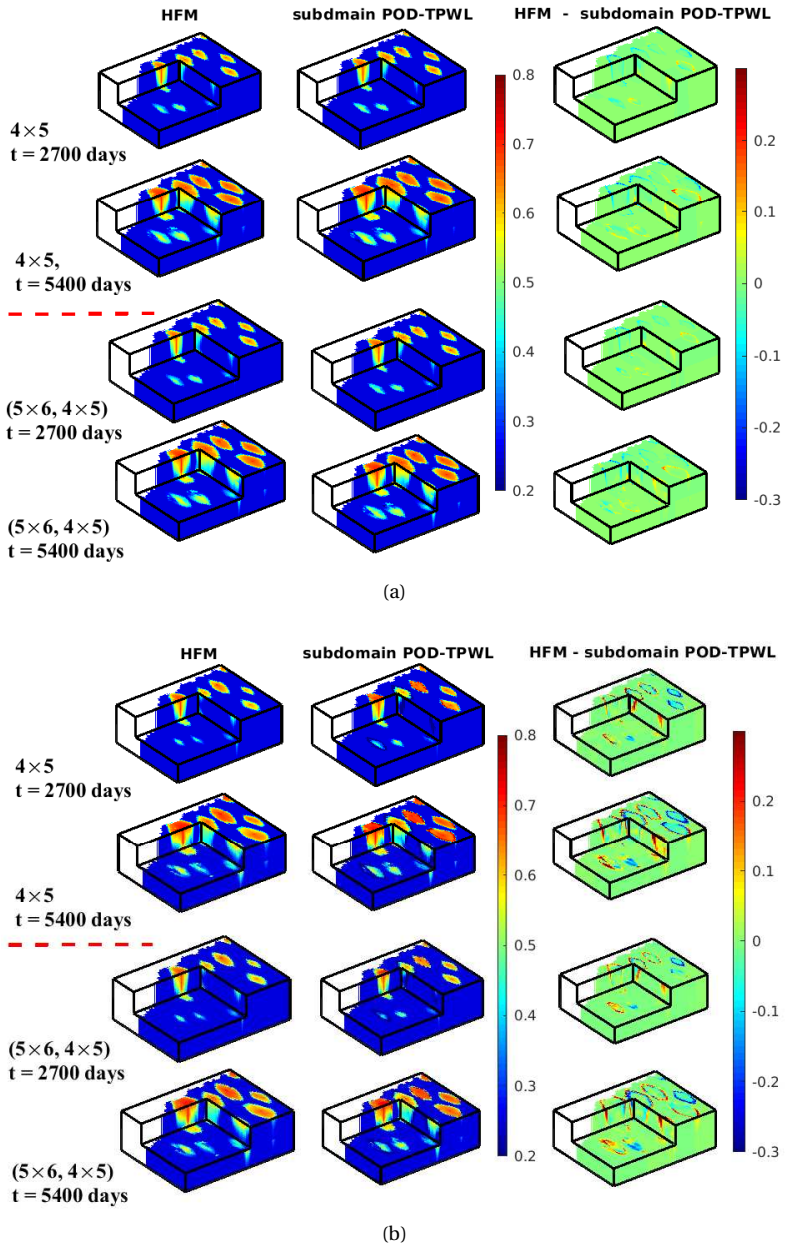 HFM subdmain POD-TPWL HFM - subdomain POD-TPWL
4×5
t = 2700 days
4×5,
t = 5400 days
(5×6, 4×5)
t = 2700 days
(5×6, 4×5)
t = 5400 days
0.8
0.7
0.6
0.5
0.4
0.3
0.2
0.2
0.1
0
-0.1
-0.2
-0.3
(a)
HFM subdomain POD-TPWL HFM - subdomain POD-TPWL
4×5
t = 2700 days
4×5
t = 5400 days
(5×6, 4×5)
t = 2700 days
(5×6, 4×5)
t = 5400 days
0.8
0.7
0.6
0.5
0.4
0.3
0.2
0.2
0.1
0
-0.1
-0.2
-0.3
(b)